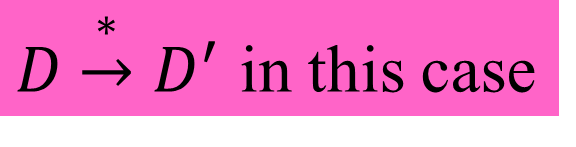 D →* D′ in this case